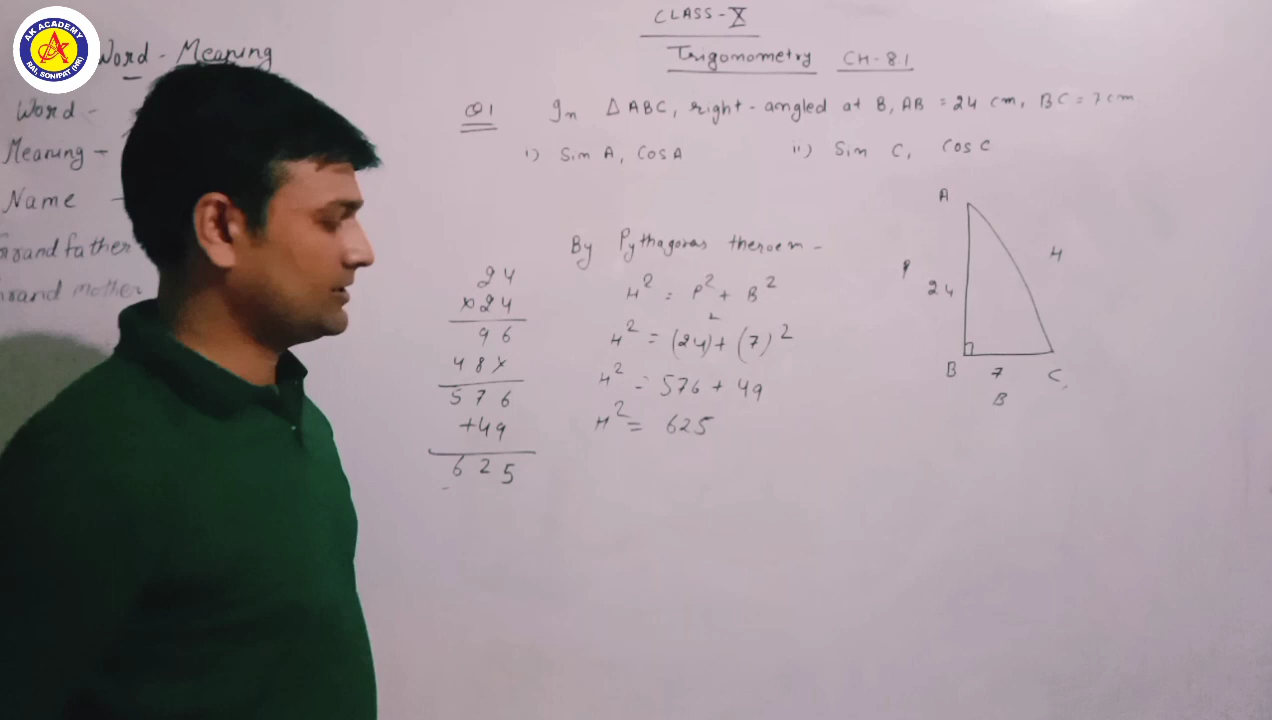 AK ACADEMY
RAI, SONIPAT (HR)
Word - Meaning
Word -
Meaning -
Name -
Grand father
Grand mother
CLASS - X
Trigonometry CH - 8.1
Q1 In △ ABC, right - angled at B, AB = 24 cm, BC = 7 cm
i) Sin A, Cos A ii) Sin C, Cos C
By Pythagoras theroem -
H² = P² + B²
H² = (24)² + (7)²
H² = 576 + 49
H² = 625
24
×24
96
48×
576
+49
625
A
P
H
24
B
7
C
B